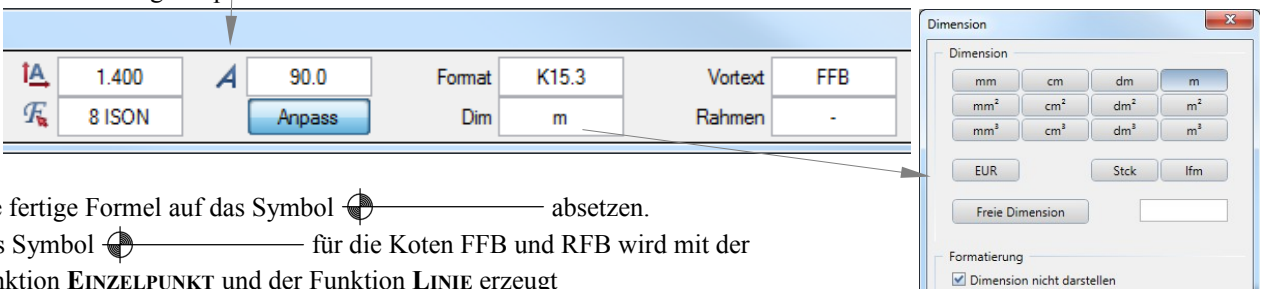 1.400 90.0 Format K15.3 Vortext FFB
8 ISON Anpass Dim m Rahmen -
Dimension
Dimension
mm cm dm m
mm² cm² dm² m²
mm³ cm³ dm³ m³
EUR Stck lfm
Freie Dimension
Formatierung
Dimension nicht darstellen
fertige Formel auf das Symbol absetzen.
Symbol für die Koten FFB und RFB wird mit der
EINZELPUNKT und der Funktion LINIE erzeugt